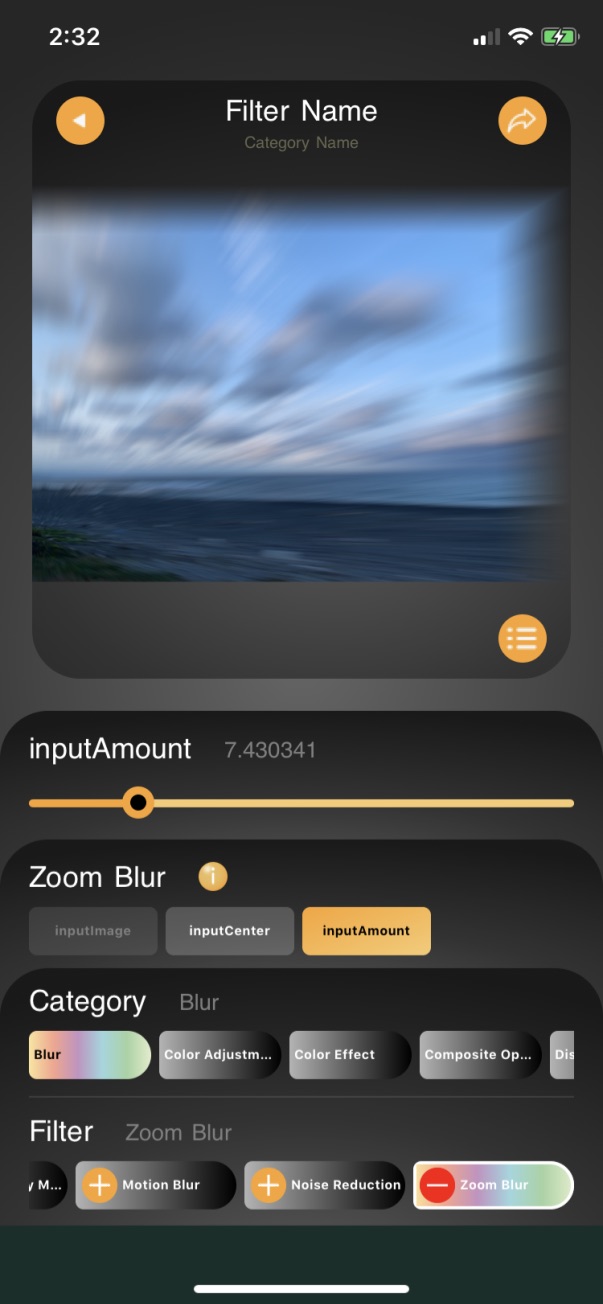 2:32
Filter Name
Category Name
inputAmount 7.430341
Zoom Blur i
inputImage inputCenter inputAmount
Category Blur
Blur Color Adjustm... Color Effect Composite Op... Dis
Filter Zoom Blur
y M... Motion Blur Noise Reduction Zoom Blur